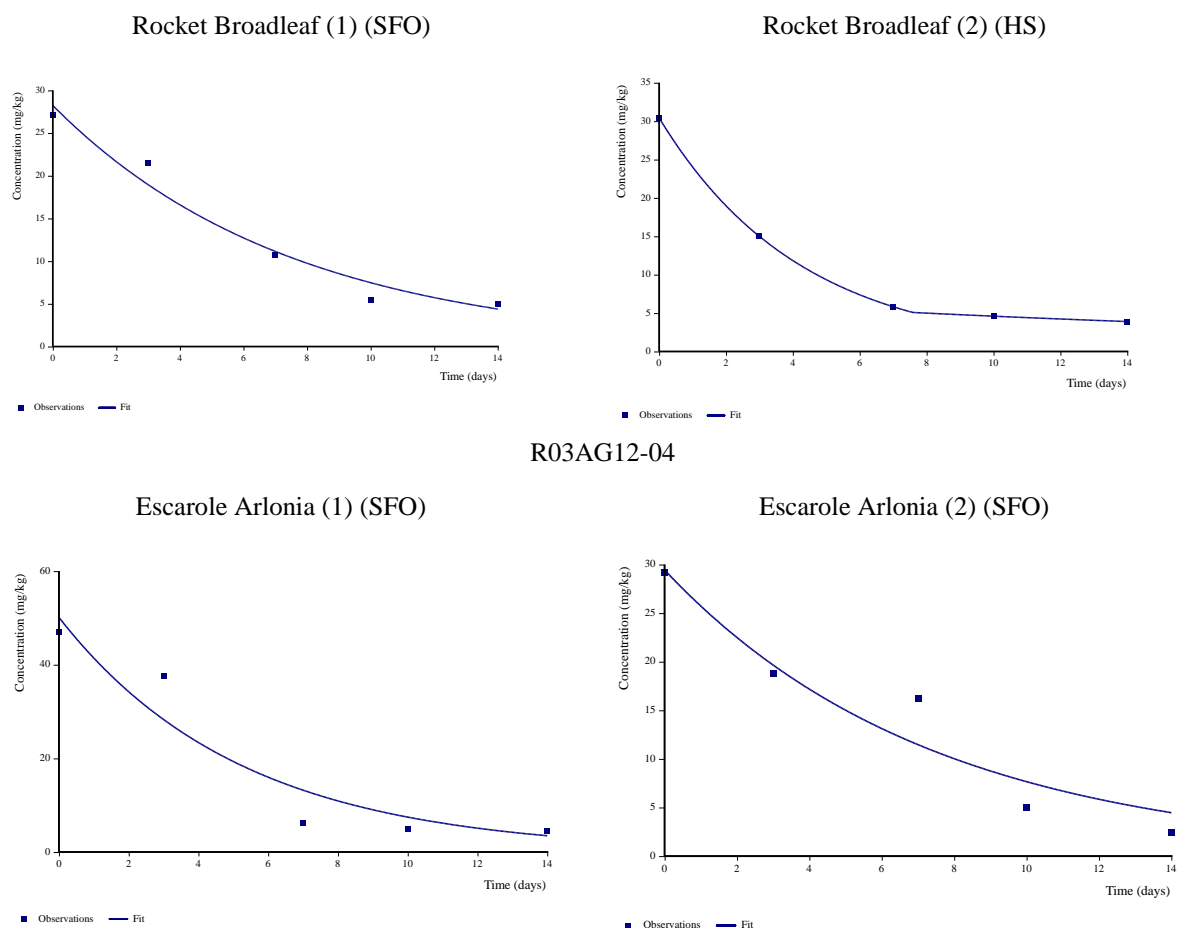 Rocket Broadleaf (1) (SFO)
Rocket Broadleaf (2) (HS)
Concentration (mg/kg)
30
25
20
15
10
5
0
0 2 4 6 8 10 12 14
Time (days)
Observations Fit
Concentration (mg/kg)
35
30
25
20
15
10
5
0
0 2 4 6 8 10 12 14
Time (days)
Observations Fit
R03AG12-04
Escarole Arlonia (1) (SFO)
Escarole Arlonia (2) (SFO)
Concentration (mg/kg)
60
40
20
0
0 2 4 6 8 10 12 14
Time (days)
Observations Fit
Concentration (mg/kg)
30
25
20
15
10
5
0
0 2 4 6 8 10 12 14
Time (days)
Observations Fit